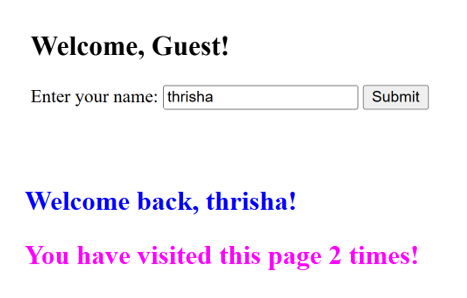 Welcome, Guest!
Enter your name: thrisha Submit
Welcome back, thrisha!
You have visited this page 2 times!